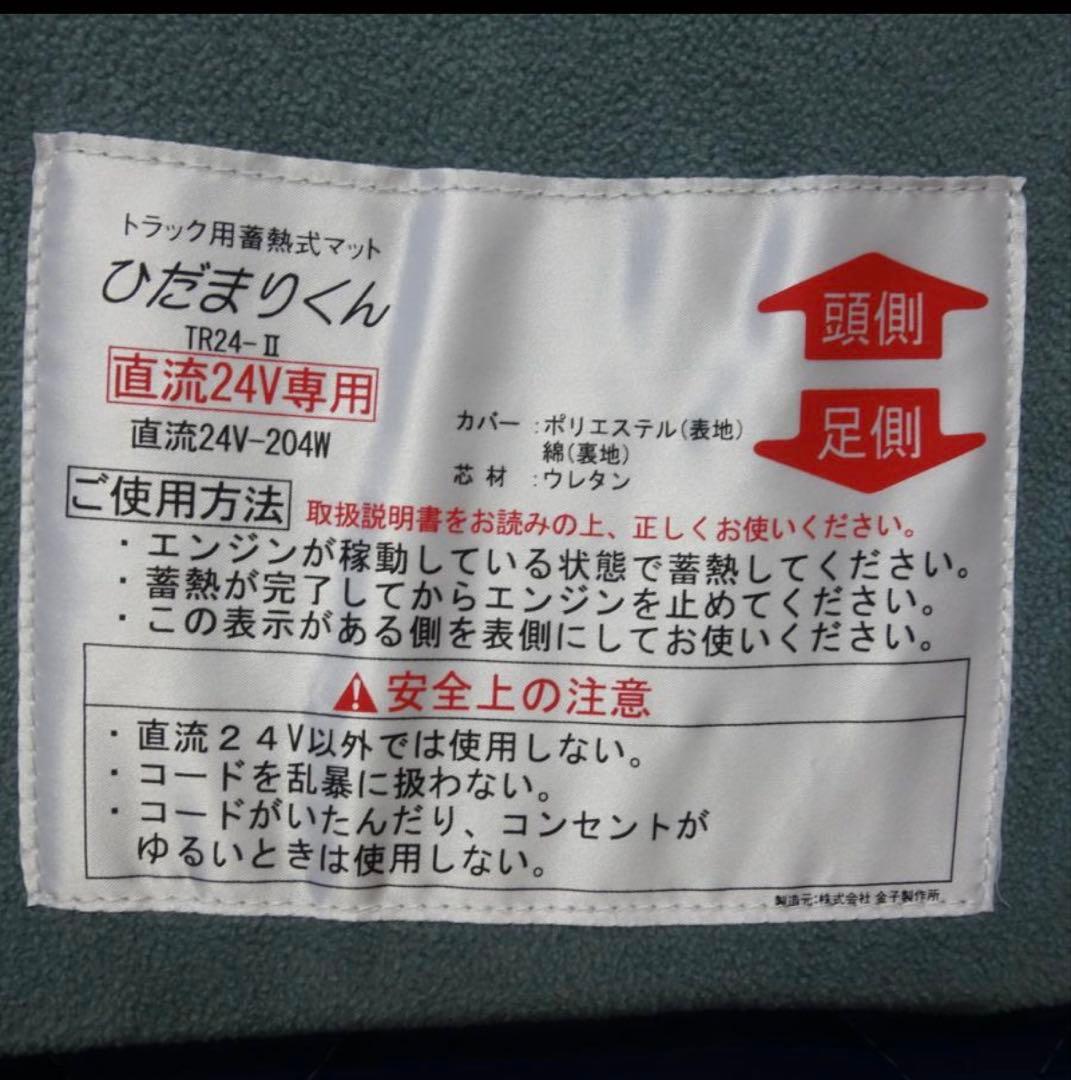 トラック用蓄熱式マット
ひだまりくん
TR24-Ⅱ
直流24V専用
直流24V-204W
カバー：ポリエステル(表地)
綿(裏地)
芯材：ウレタン
頭側
足側
ご使用方法 取扱説明書をお読みの上、正しくお使いください。
・エンジンが稼動している状態で蓄熱してください。
・蓄熱が完了してからエンジンを止めてください。
・この表示がある側を表側にしてお使いください。
安全上の注意
・直流２４V以外では使用しない。
・コードを乱暴に扱わない。
・コードがいたんだり、コンセントが
ゆるいときは使用しない。
製造元：株式会社 金子製作所